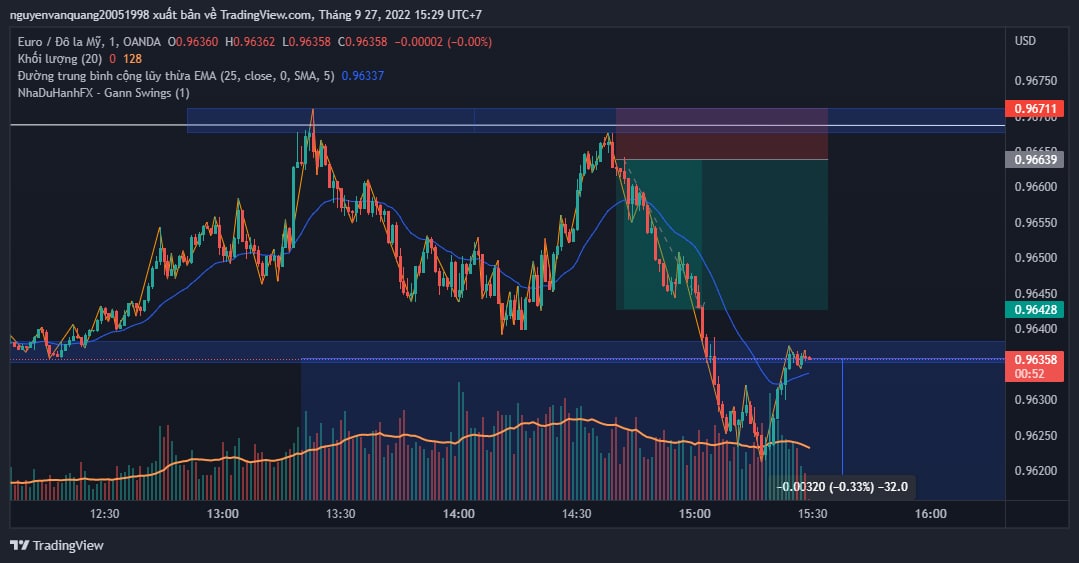 nguyenvanquang20051998 xuất bản về TradingView.com, Tháng 9 27, 2022 15:29 UTC+7
Euro / Đô la Mỹ, 1, OANDA O0.96360 H0.96362 L0.96358 C0.96358 −0.00002 (−0.00%)
Khối lượng (20) 0 128
Đường trung bình cộng lũy thừa EMA (25, close, 0, SMA, 5) 0.96337
NhaDuHanhFX - Gann Swings (1)
USD
0.96750
0.96711
0.96700
0.96650
0.96639
0.96600
0.96550
0.96500
0.96450
0.96428
0.96400
0.96358
00:52
0.96300
0.96250
0.96200
−0.00320 (−0.33%) −32.0
12:30 13:00 13:30 14:00 14:30 15:00 15:30 16:00
TradingView